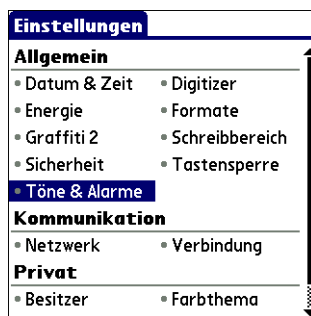 Einstellungen
Allgemein
• Datum & Zeit • Digitizer
• Energie • Formate
• Graffiti 2 • Schreibbereich
• Sicherheit • Tastensperre
• Töne & Alarme
Kommunikation
• Netzwerk • Verbindung
Privat
• Besitzer • Farbthema